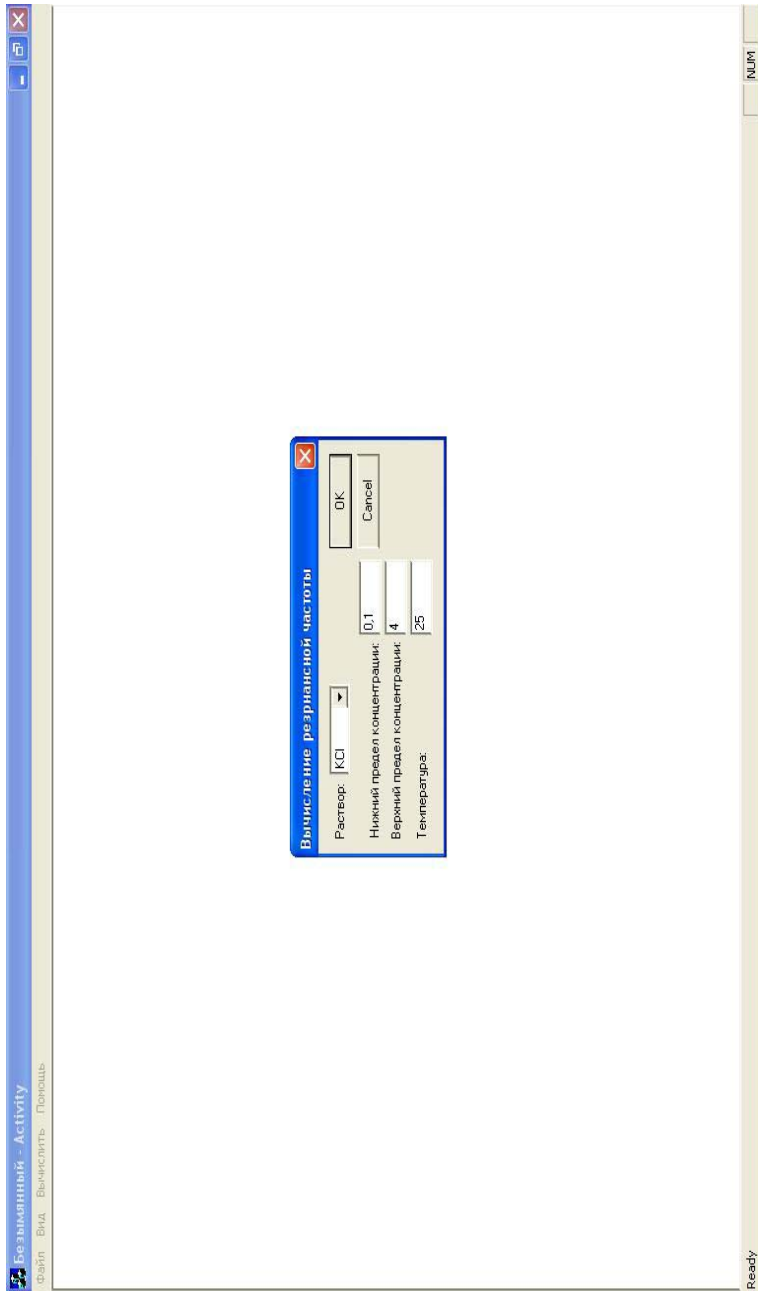 Безымянный - Activity
Файл Вид Вычислить Помощь
Вычисление резрнансной частоты
Раствор: KCl
OK
Нижний предел концентрации: 0,1
Cancel
Верхний предел концентрации: 4
Температура: 25
Ready
NUM